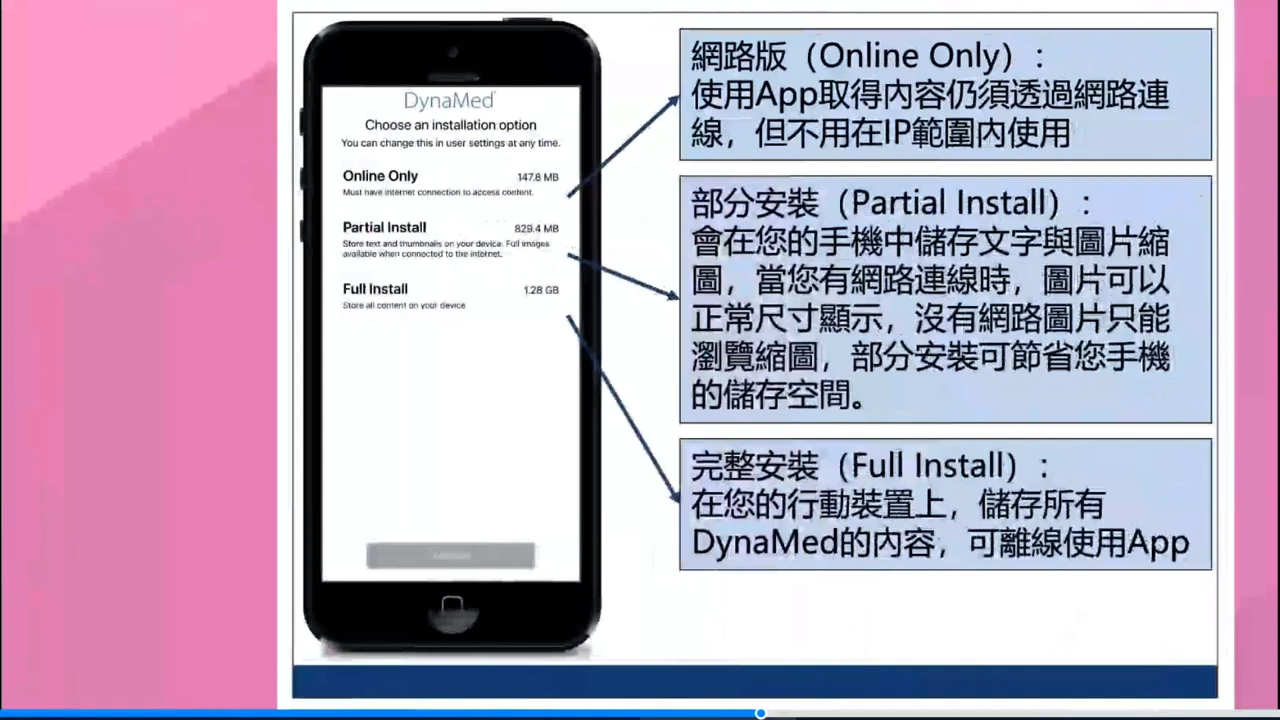 DynaMed
Choose an installation option
You can change this in user settings at any time.
Online Only 147.8 MB
Must have internet connection to access content.
Partial Install 829.4 MB
Store text and thumbnails on your device. Full images
available when connected to the internet.
Full Install 1.28 GB
Store all content on your device
網路版（Online Only）：
使用App取得內容仍須透過網路連
線，但不用在IP範圍內使用
部分安裝（Partial Install）：
會在您的手機中儲存文字與圖片縮
圖，當您有網路連線時，圖片可以
正常尺寸顯示，沒有網路圖片只能
瀏覽縮圖，部分安裝可節省您手機
的儲存空間。
完整安裝（Full Install）：
在您的行動裝置上，儲存所有
DynaMed的內容，可離線使用App